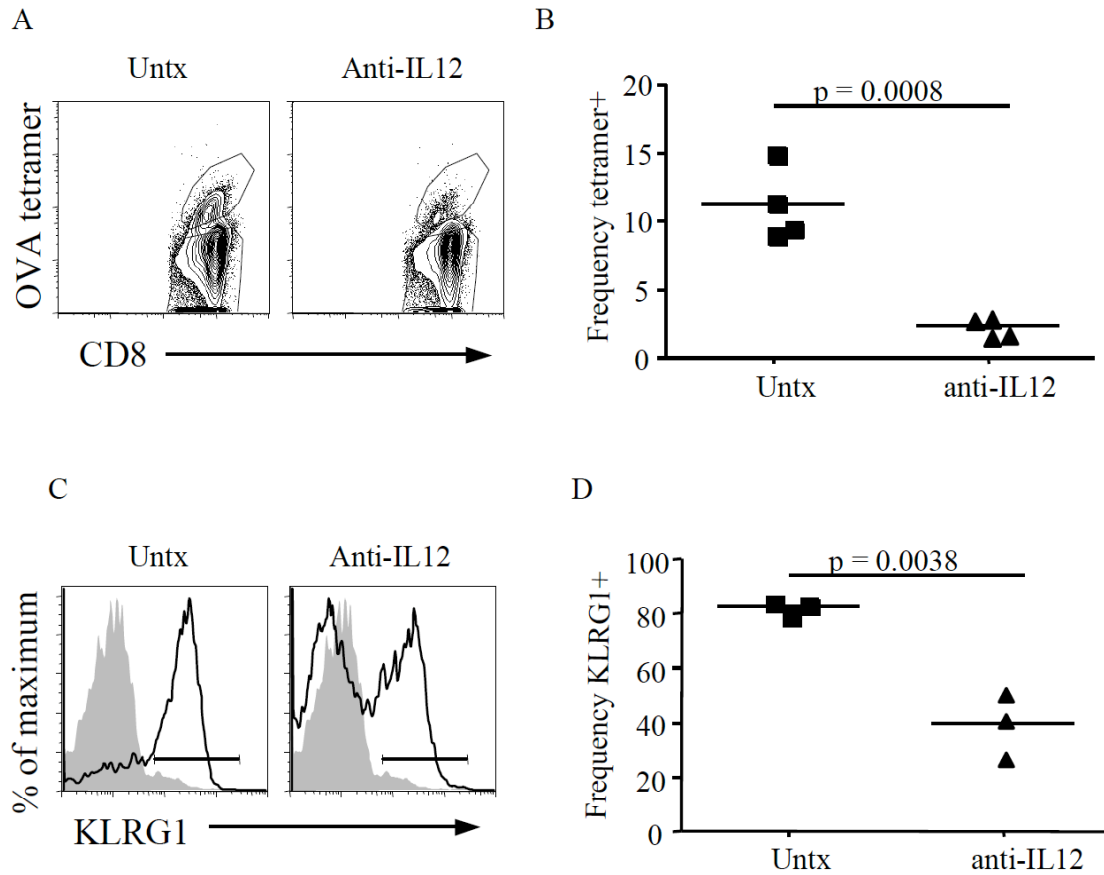 A
Untx
Anti-IL12
OVA tetramer
CD8
B
p = 0.0008
Frequency tetramer+
20
15
10
5
0
Untx
anti-IL12
C
Untx
Anti-IL12
% of maximum
KLRG1
D
p = 0.0038
Frequency KLRG1+
100
80
60
40
20
0
Untx
anti-IL12